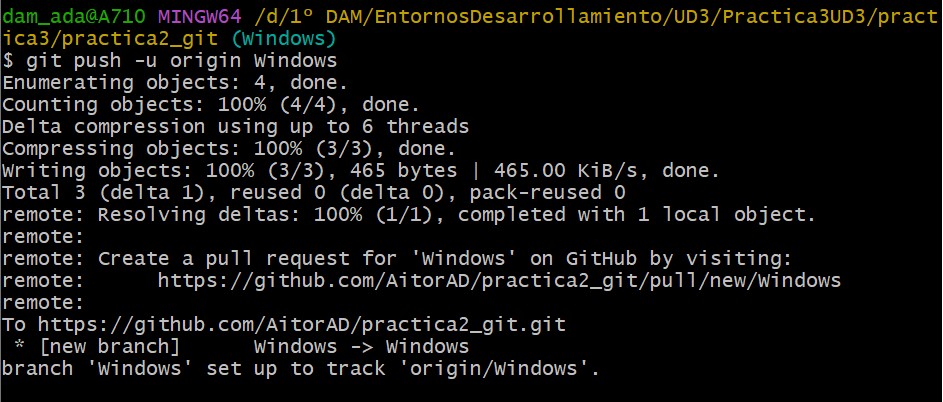 dam_ada@A710 MINGW64 /d/1º DAM/EntornosDesarrollamiento/UD3/Practica3UD3/pract
ica3/practica2_git (Windows)
$ git push -u origin Windows
Enumerating objects: 4, done.
Counting objects: 100% (4/4), done.
Delta compression using up to 6 threads
Compressing objects: 100% (3/3), done.
Writing objects: 100% (3/3), 465 bytes | 465.00 KiB/s, done.
Total 3 (delta 1), reused 0 (delta 0), pack-reused 0
remote: Resolving deltas: 100% (1/1), completed with 1 local object.
remote:
remote: Create a pull request for 'Windows' on GitHub by visiting:
remote:      https://github.com/AitorAD/practica2_git/pull/new/Windows
remote:
To https://github.com/AitorAD/practica2_git.git
 * [new branch]      Windows -> Windows
branch 'Windows' set up to track 'origin/Windows'.